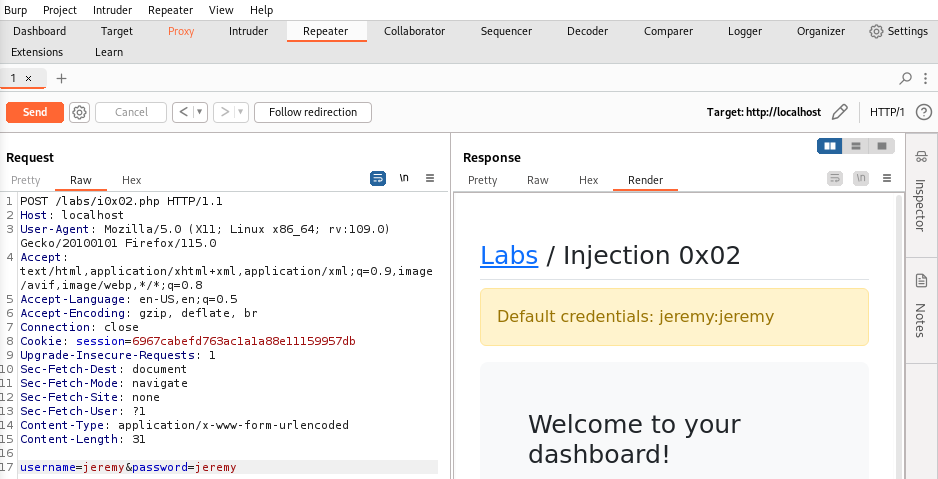 Burp Project Intruder Repeater View Help
Dashboard Target Proxy Intruder Repeater Collaborator Sequencer Decoder Comparer Logger Organizer Settings
Extensions Learn
1 × +
Send Cancel < > Follow redirection Target: http://localhost HTTP/1 ?
Request
Pretty Raw Hex \n
1 POST /labs/i0x02.php HTTP/1.1
2 Host: localhost
3 User-Agent: Mozilla/5.0 (X11; Linux x86_64; rv:109.0)
Gecko/20100101 Firefox/115.0
4 Accept:
text/html,application/xhtml+xml,application/xml;q=0.9,image
/avif,image/webp,*/*;q=0.8
5 Accept-Language: en-US,en;q=0.5
6 Accept-Encoding: gzip, deflate, br
7 Connection: close
8 Cookie: session=6967cabefd763ac1a1a88e11159957db
9 Upgrade-Insecure-Requests: 1
10 Sec-Fetch-Dest: document
11 Sec-Fetch-Mode: navigate
12 Sec-Fetch-Site: none
13 Sec-Fetch-User: ?1
14 Content-Type: application/x-www-form-urlencoded
15 Content-Length: 31
16
17 username=jeremy&password=jeremy
Response
Pretty Raw Hex Render \n
Labs / Injection 0x02
Default credentials: jeremy:jeremy
Welcome to your
dashboard!
Inspector
Notes